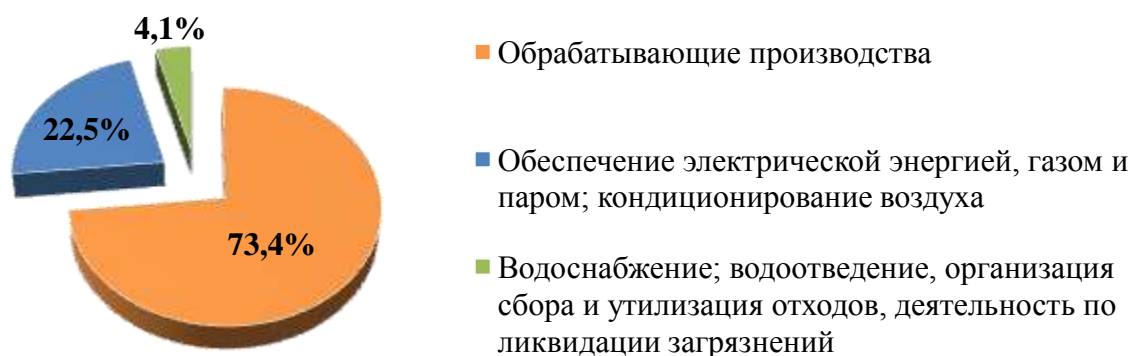 4,1%
22,5%
73,4%
Обрабатывающие производства
Обеспечение электрической энергией, газом и
паром; кондиционирование воздуха
Водоснабжение; водоотведение, организация
сбора и утилизация отходов, деятельность по
ликвидации загрязнений